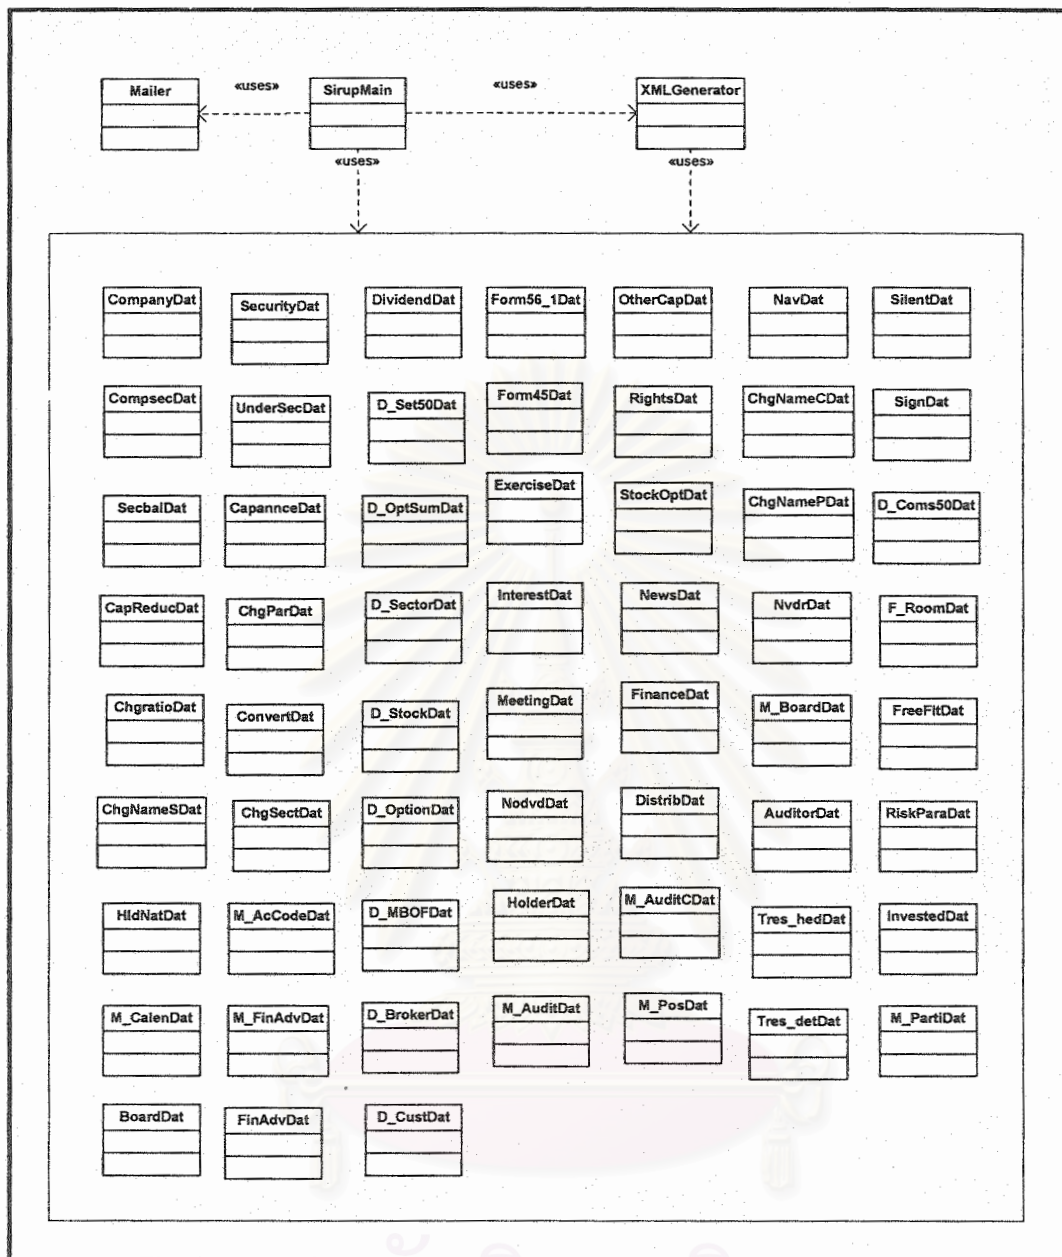 Mailer «uses» SirupMain «uses» XMLGenerator
«uses» «uses»
CompanyDat SecurityDat DividendDat Form56_1Dat OtherCapDat NavDat SilentDat
CompsecDat UnderSecDat D_Set50Dat Form45Dat RightsDat ChgNameCDat SignDat
SecbalDat CapannceDat D_OptSumDat ExerciseDat StockOptDat ChgNamePDat D_Coms50Dat
CapReducDat ChgParDat D_SectorDat InterestDat NewsDat NvdrDat F_RoomDat
ChgratioDat ConvertDat D_StockDat MeetingDat FinanceDat M_BoardDat FreeFltDat
ChgNameSDat ChgSectDat D_OptionDat NodvdDat DistribDat AuditorDat RiskParaDat
HldNatDat M_AcCodeDat D_MBOFDat HolderDat M_AuditCDat Tres_hedDat InvestedDat
M_CalenDat M_FinAdvDat D_BrokerDat M_AuditDat M_PosDat Tres_detDat M_PartiDat
BoardDat FinAdvDat D_CustDat